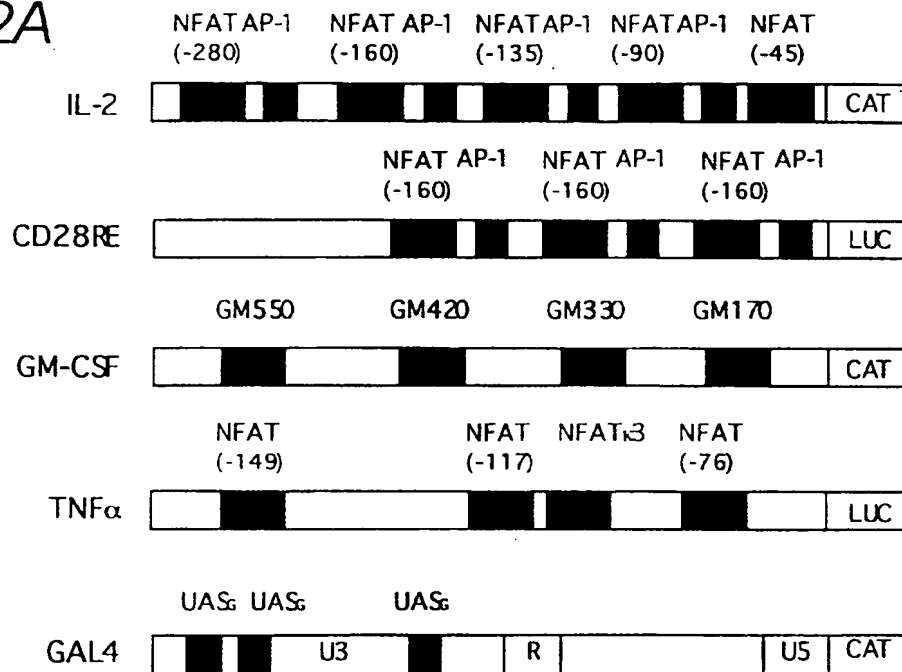 2A
NFAT AP-1 NFAT AP-1 NFAT AP-1 NFAT AP-1 NFAT
(-280) (-160) (-135) (-90) (-45)
IL-2 CAT
NFAT AP-1 NFAT AP-1 NFAT AP-1
(-160) (-160) (-160)
CD28RE LUC
GM550 GM420 GM330 GM170
GM-CSF CAT
NFAT NFAT NFATκ3 NFAT
(-149) (-117) (-76)
TNFα LUC
UASG UASG UASG
GAL4 U3 R U5 CAT